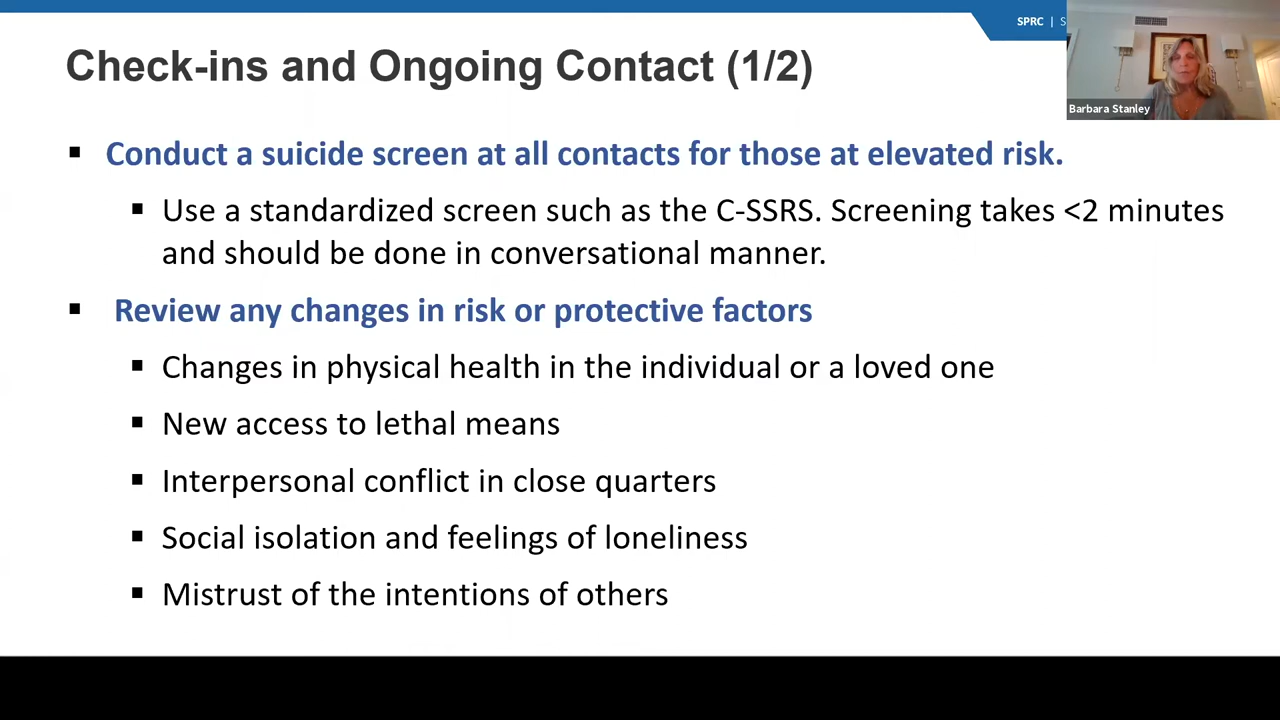 SPRC | S
Check-ins and Ongoing Contact (1/2)
Barbara Stanley
▪ Conduct a suicide screen at all contacts for those at elevated risk.
▪ Use a standardized screen such as the C-SSRS. Screening takes <2 minutes
and should be done in conversational manner.
▪ Review any changes in risk or protective factors
▪ Changes in physical health in the individual or a loved one
▪ New access to lethal means
▪ Interpersonal conflict in close quarters
▪ Social isolation and feelings of loneliness
▪ Mistrust of the intentions of others